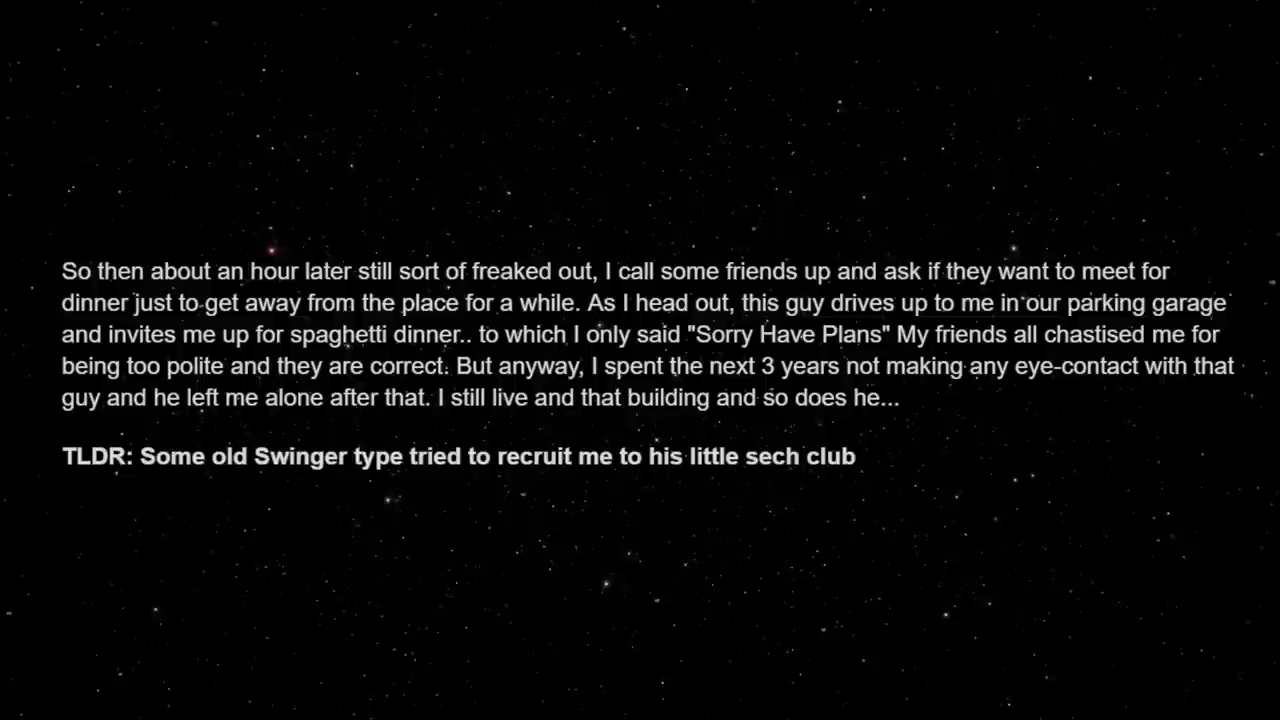 So then about an hour later still sort of freaked out, I call some friends up and ask if they want to meet for
dinner just to get away from the place for a while. As I head out, this guy drives up to me in our parking garage
and invites me up for spaghetti dinner.. to which I only said "Sorry Have Plans" My friends all chastised me for
being too polite and they are correct. But anyway, I spent the next 3 years not making any eye-contact with that
guy and he left me alone after that. I still live and that building and so does he...
TLDR: Some old Swinger type tried to recruit me to his little sech club